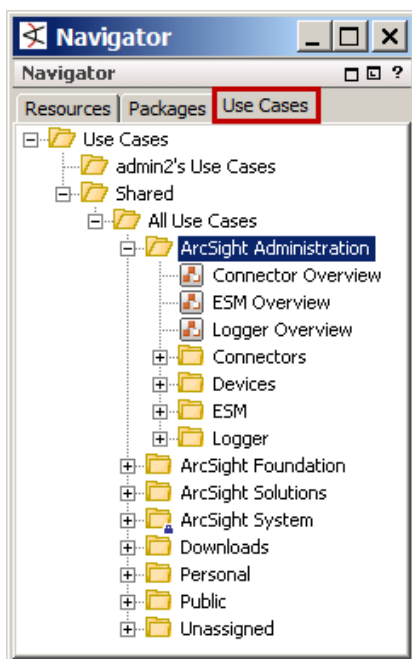 Navigator
Navigator
?
Resources Packages Use Cases
Use Cases
admin2's Use Cases
Shared
All Use Cases
ArcSight Administration
Connector Overview
ESM Overview
Logger Overview
Connectors
Devices
ESM
Logger
ArcSight Foundation
ArcSight Solutions
ArcSight System
Downloads
Personal
Public
Unassigned